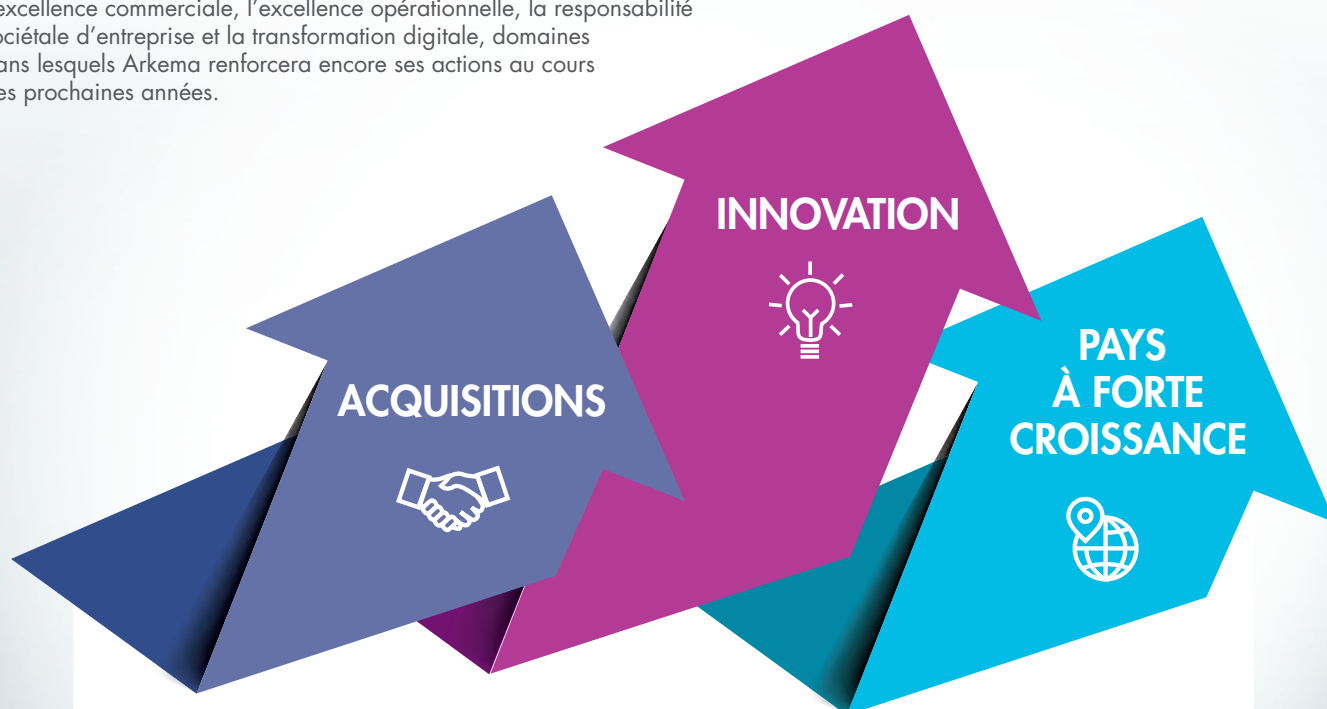 excellence commerciale, l’excellence opérationnelle, la responsabilité
ociétale d’entreprise et la transformation digitale, domaines
ans lesquels Arkema renforcera encore ses actions au cours
es prochaines années.
INNOVATION
ACQUISITIONS
PAYS
À FORTE
CROISSANCE